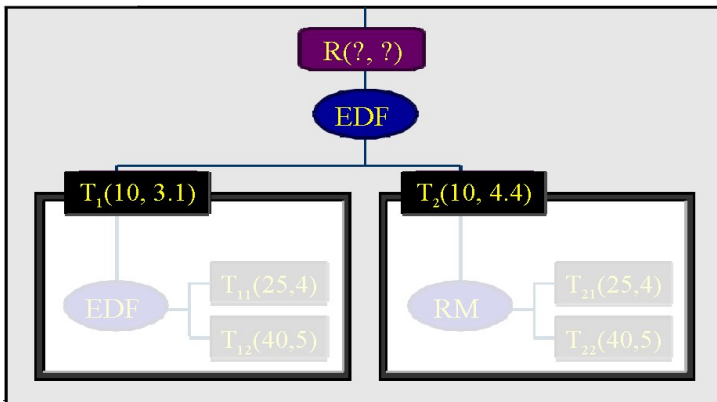 R(?, ?)
EDF
T₁(10, 3.1)
T₂(10, 4.4)
EDF
T₁₁(25,4)
T₁₂(40,5)
RM
T₂₁(25,4)
T₂₂(40,5)